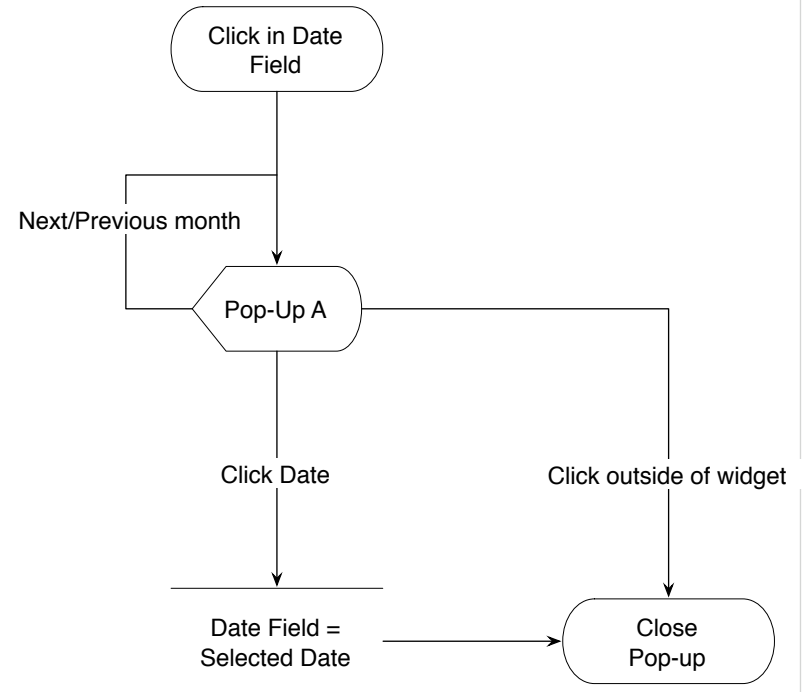 Click in Date
Field
Next/Previous month
Pop-Up A
Click Date
Click outside of widget
Date Field =
Selected Date
Close
Pop-up